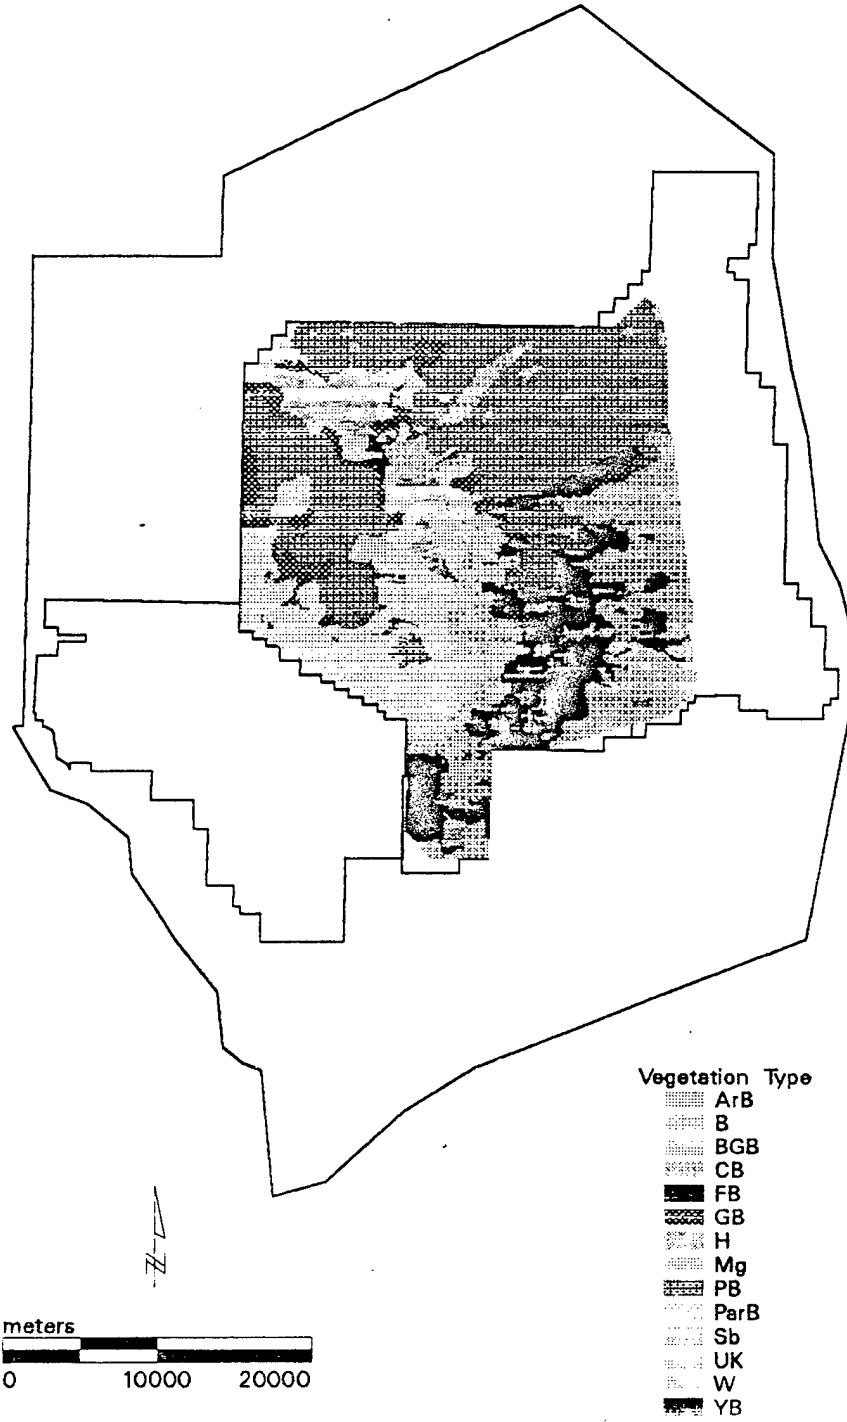 Vegetation Type
ArB
B
BGB
CB
FB
GB
H
Mg
PB
ParB
Sb
UK
W
YB
N
meters
0 10000 20000